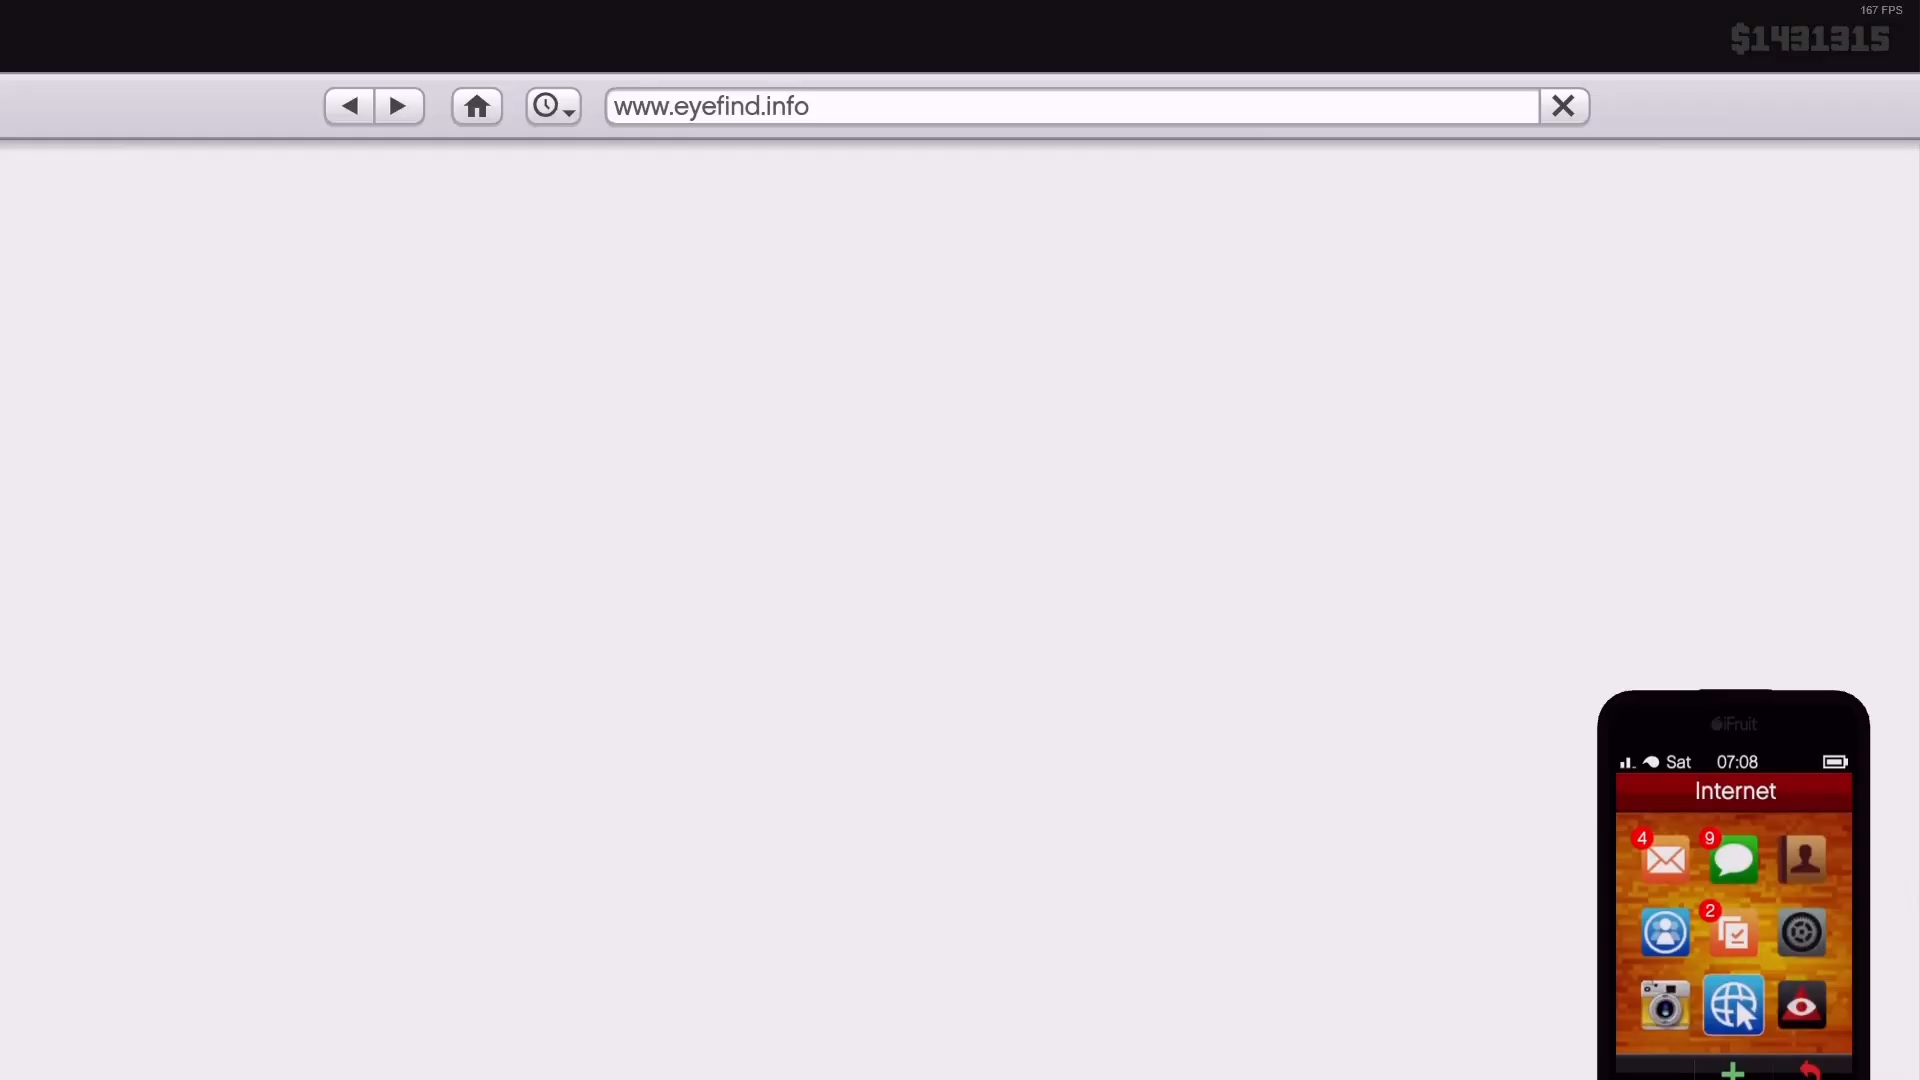 167 FPS
$1431315
www.eyefind.info
iFruit
Sat 07:08
Internet
4
9
2